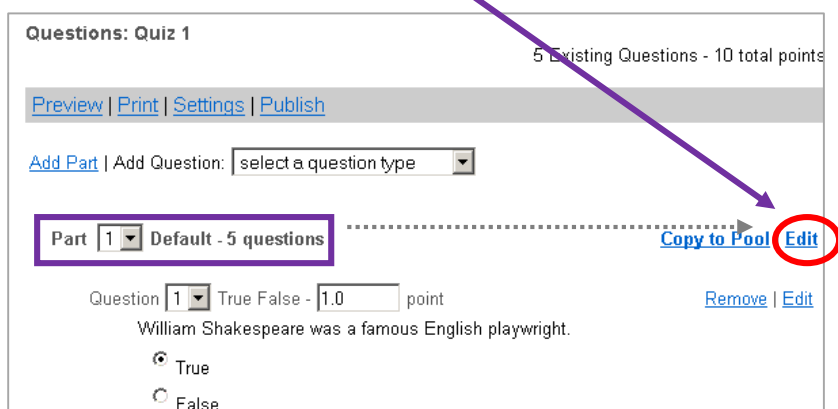 Questions: Quiz 1
5 Existing Questions - 10 total points
Preview | Print | Settings | Publish
Add Part | Add Question: select a question type
Part 1 Default - 5 questions Copy to Pool Edit
Question 1 True False - 1.0 point Remove | Edit
William Shakespeare was a famous English playwright.
True
False